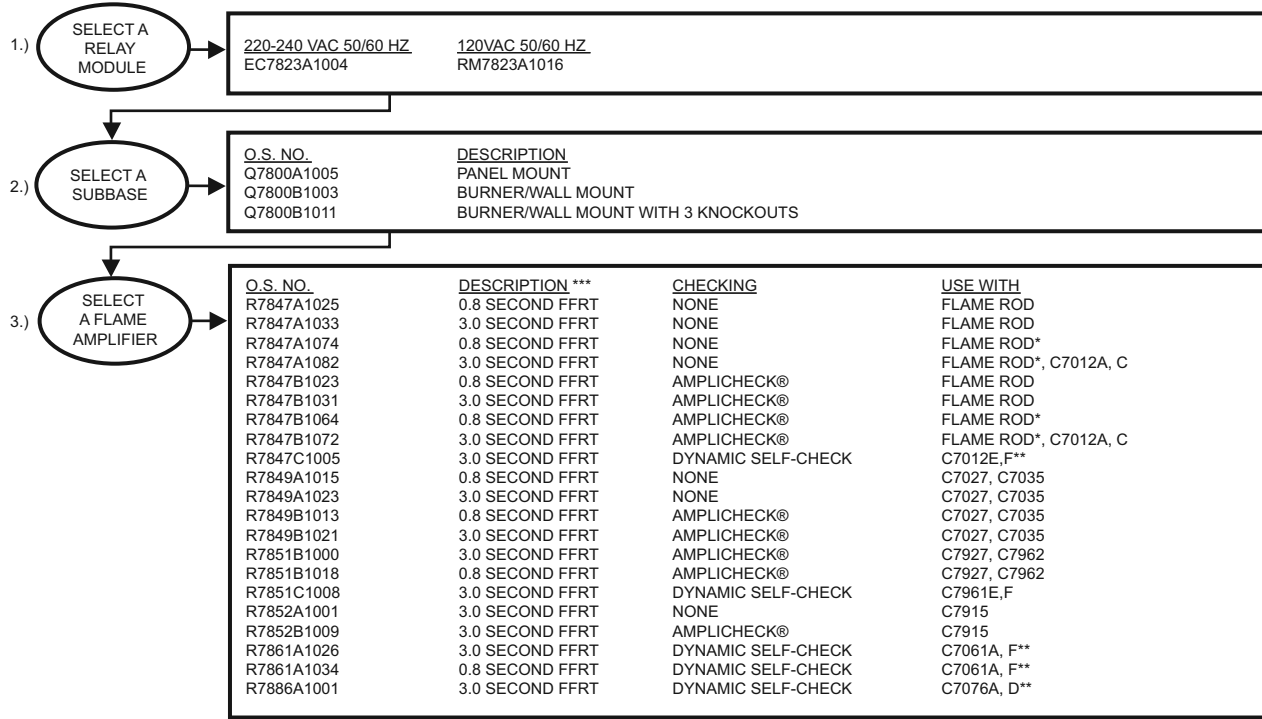 1.) SELECT A RELAY MODULE
220-240 VAC 50/60 HZ 120VAC 50/60 HZ
EC7823A1004 RM7823A1016
2.) SELECT A SUBBASE
O.S. NO. DESCRIPTION
Q7800A1005 PANEL MOUNT
Q7800B1003 BURNER/WALL MOUNT
Q7800B1011 BURNER/WALL MOUNT WITH 3 KNOCKOUTS
3.) SELECT A FLAME AMPLIFIER
O.S. NO. DESCRIPTION *** CHECKING USE WITH
R7847A1025 0.8 SECOND FFRT NONE FLAME ROD
R7847A1033 3.0 SECOND FFRT NONE FLAME ROD
R7847A1074 0.8 SECOND FFRT NONE FLAME ROD*
R7847A1082 3.0 SECOND FFRT NONE FLAME ROD*, C7012A, C
R7847B1023 0.8 SECOND FFRT AMPLICHECK® FLAME ROD
R7847B1031 3.0 SECOND FFRT AMPLICHECK® FLAME ROD
R7847B1064 0.8 SECOND FFRT AMPLICHECK® FLAME ROD*
R7847B1072 3.0 SECOND FFRT AMPLICHECK® FLAME ROD*, C7012A, C
R7847C1005 3.0 SECOND FFRT DYNAMIC SELF-CHECK C7012E,F**
R7849A1015 0.8 SECOND FFRT NONE C7027, C7035
R7849A1023 3.0 SECOND FFRT NONE C7027, C7035
R7849B1013 0.8 SECOND FFRT AMPLICHECK® C7027, C7035
R7849B1021 3.0 SECOND FFRT AMPLICHECK® C7027, C7035
R7851B1000 3.0 SECOND FFRT AMPLICHECK® C7927, C7962
R7851B1018 0.8 SECOND FFRT AMPLICHECK® C7927, C7962
R7851C1008 3.0 SECOND FFRT DYNAMIC SELF-CHECK C7961E,F
R7852A1001 3.0 SECOND FFRT NONE C7915
R7852B1009 3.0 SECOND FFRT AMPLICHECK® C7915
R7861A1026 3.0 SECOND FFRT DYNAMIC SELF-CHECK C7061A, F**
R7861A1034 0.8 SECOND FFRT DYNAMIC SELF-CHECK C7061A, F**
R7886A1001 3.0 SECOND FFRT DYNAMIC SELF-CHECK C7076A, D**